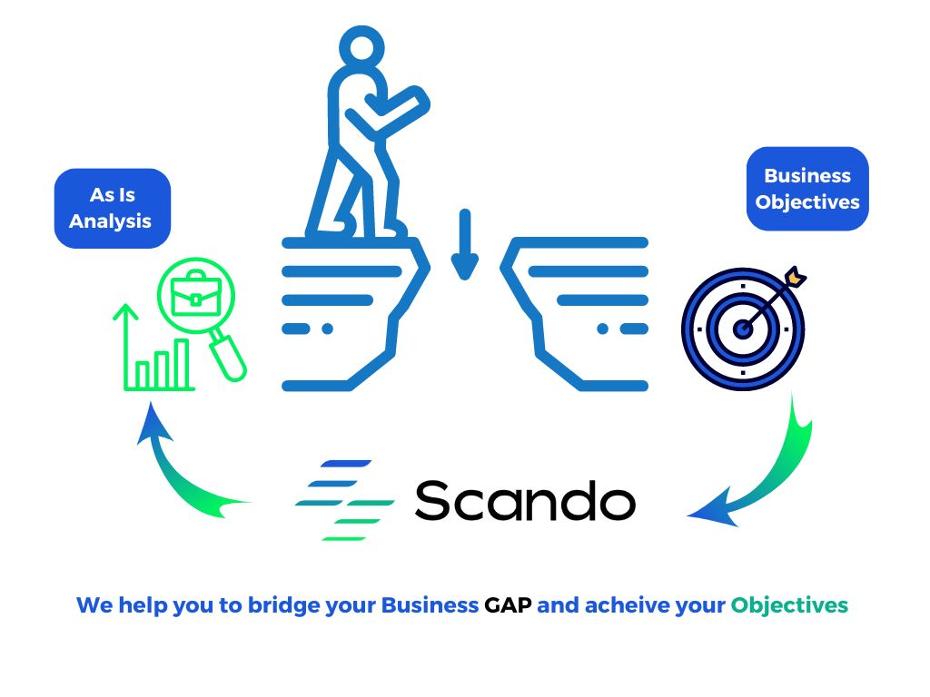 As Is
Analysis
Business
Objectives
Scando
We help you to bridge your Business GAP and acheive your Objectives